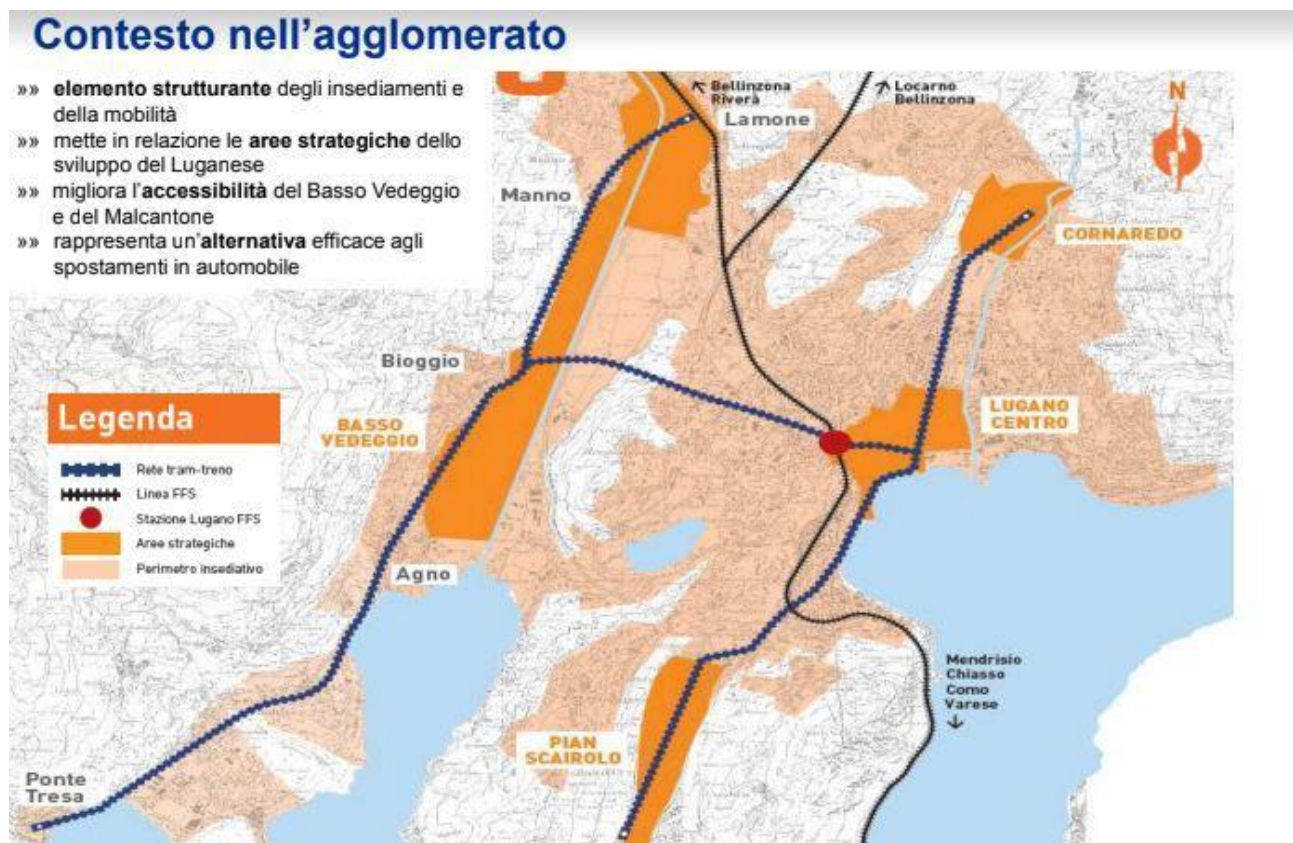 Contesto nell'agglomerato
»» elemento strutturante degli insediamenti e
della mobilità
»» mette in relazione le aree strategiche dello
sviluppo del Luganese
»» migliora l'accessibilità del Basso Vedeggio
e del Malcantone
»» rappresenta un'alternativa efficace agli
spostamenti in automobile
Bellinzona
Riverà
Locarno
Bellinzona
Lamone
N
Manno
CORNAREDO
Bioggio
BASSO
VEDEGGIO
LUGANO
CENTRO
Legenda
Rete tram-treno
Linea FFS
Stazione Lugano FFS
Aree strategiche
Perimetro insediativo
Agno
Mendrisio
Chiasso
Como
Varese
PIAN
SCAIROLO
Ponte
Tresa